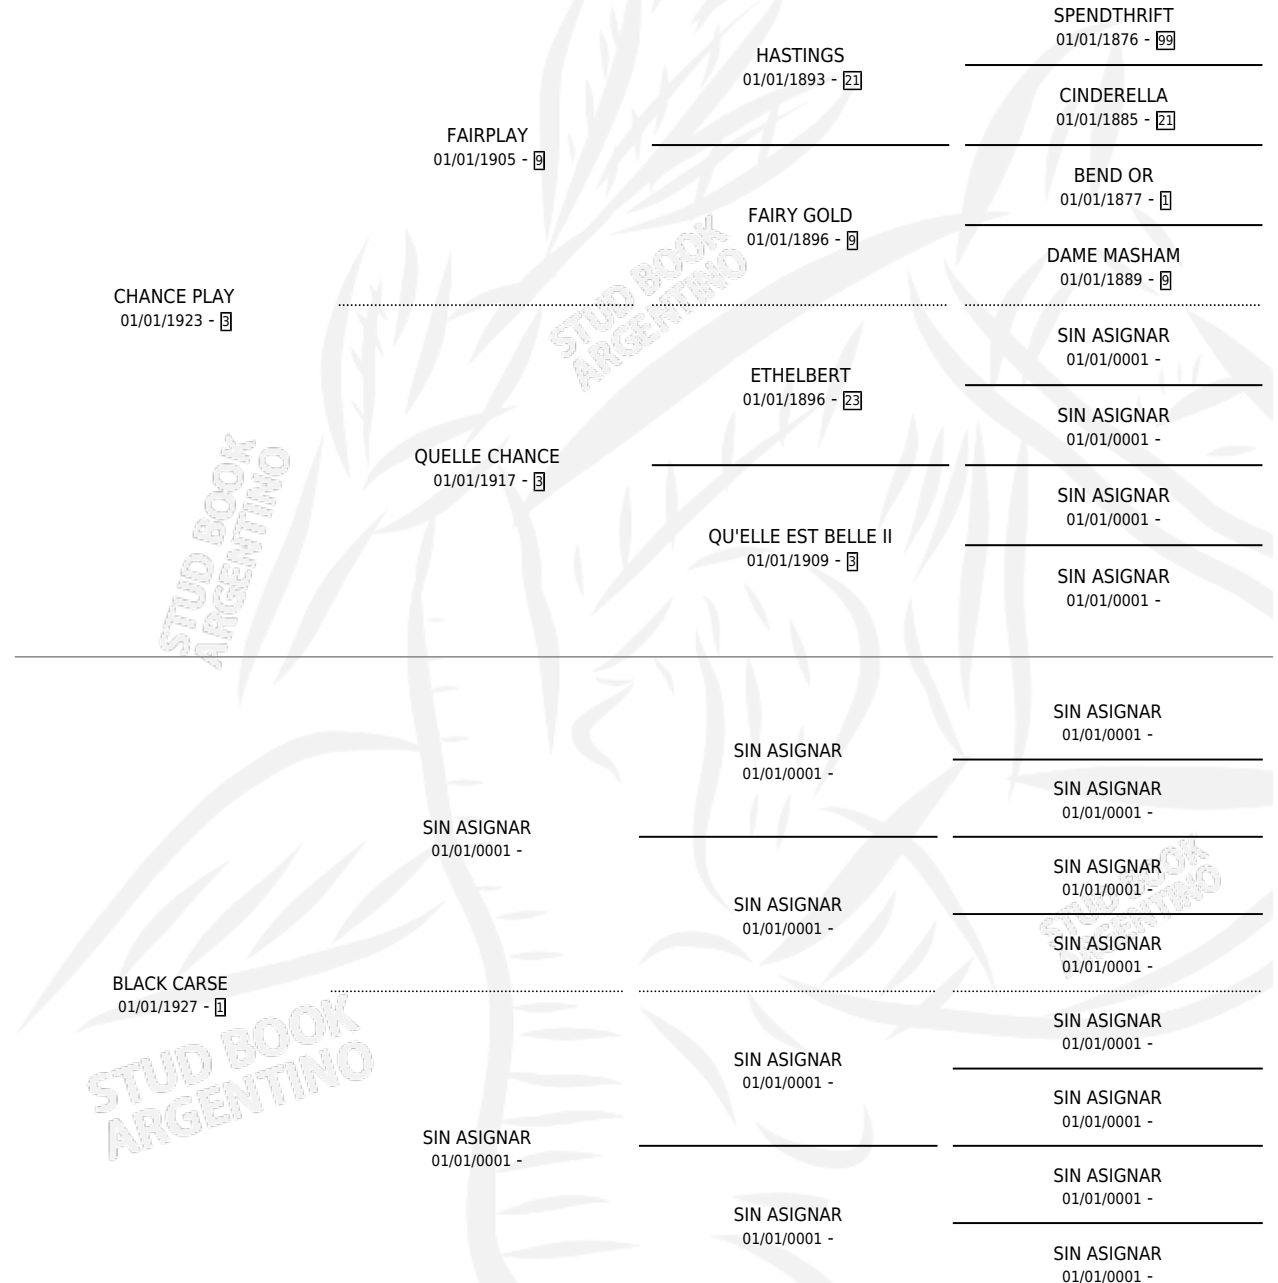 SPENDTHRIFT
01/01/1876 - 99
HASTINGS
01/01/1893 - 21
CINDERELLA
01/01/1885 - 21
FAIRPLAY
01/01/1905 - 9
BEND OR
01/01/1877 - 1
FAIRY GOLD
01/01/1896 - 9
DAME MASHAM
01/01/1889 - 9
CHANCE PLAY
01/01/1923 - 3
SIN ASIGNAR
01/01/0001 -
ETHELBERT
01/01/1896 - 23
SIN ASIGNAR
01/01/0001 -
QUELLE CHANCE
01/01/1917 - 3
SIN ASIGNAR
01/01/0001 -
QU'ELLE EST BELLE II
01/01/1909 - 3
SIN ASIGNAR
01/01/0001 -
STUD BOOK
ARGENTINO
STUD BOOK
ARGENTINO
SIN ASIGNAR
01/01/0001 -
SIN ASIGNAR
01/01/0001 -
SIN ASIGNAR
01/01/0001 -
SIN ASIGNAR
01/01/0001 -
SIN ASIGNAR
01/01/0001 -
SIN ASIGNAR
01/01/0001 -
SIN ASIGNAR
01/01/0001 -
BLACK CARSE
01/01/1927 - 1
SIN ASIGNAR
01/01/0001 -
SIN ASIGNAR
01/01/0001 -
SIN ASIGNAR
01/01/0001 -
SIN ASIGNAR
01/01/0001 -
SIN ASIGNAR
01/01/0001 -
SIN ASIGNAR
01/01/0001 -
SIN ASIGNAR
01/01/0001 -
STUD BOOK
ARGENTINO
STUD BOOK
ARGENTINO